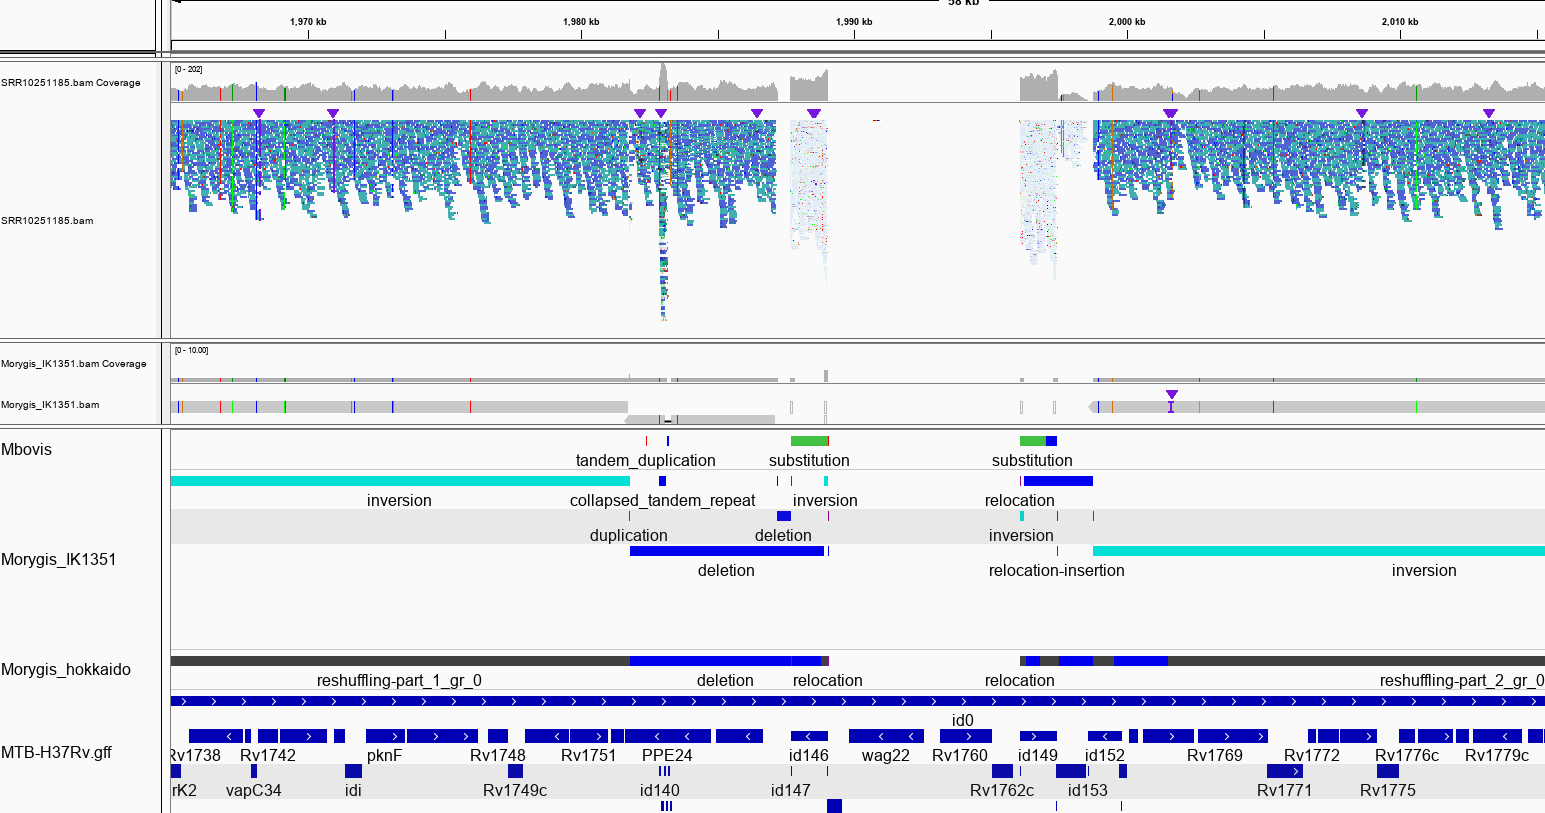 58 kb
1,970 kb 1,980 kb 1,990 kb 2,000 kb 2,010 kb
[0 - 202]
SRR10251185.bam Coverage
SRR10251185.bam
[0 - 10.00]
Morygis_IK1351.bam Coverage
Morygis_IK1351.bam
Mbovis
tandem_duplication substitution substitution
inversion collapsed_tandem_repeat inversion relocation
duplication deletion inversion
Morygis_IK1351
deletion relocation-insertion inversion
Morygis_hokkaido
reshuffling-part_1_gr_0 deletion relocation relocation reshuffling-part_2_gr_0
id0
MTB-H37Rv.gff
Rv1738 Rv1742 pknF Rv1748 Rv1751 PPE24 id146 wag22 Rv1760 id149 id152 Rv1769 Rv1772 Rv1776c Rv1779c
rK2 vapC34 idi Rv1749c id140 id147 Rv1762c id153 Rv1771 Rv1775